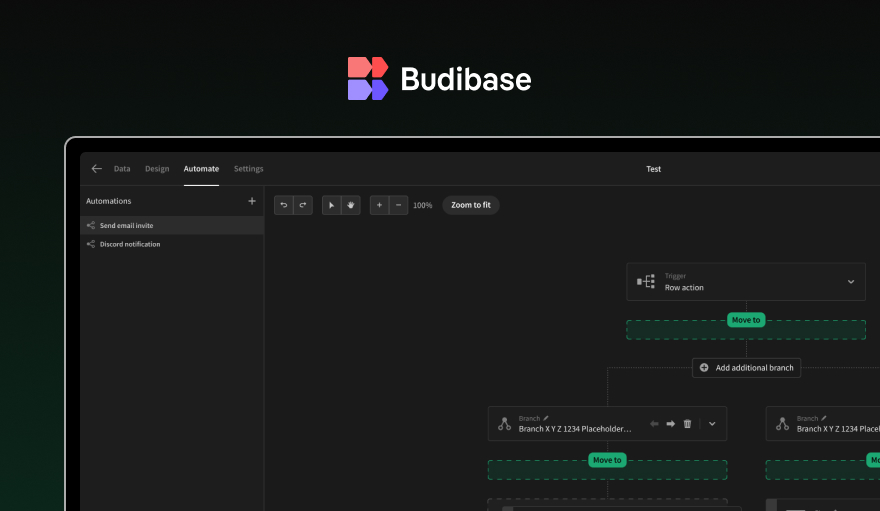 Budibase
Data Design Automate Settings
Test
Automations
100% Zoom to fit
Send email invite
Discord notification
Trigger
Row action
Move to
Add additional branch
Branch
Branch X Y Z 1234 Placeholder...
Branch
Branch X Y Z 1234 Placel
Move to
Mo